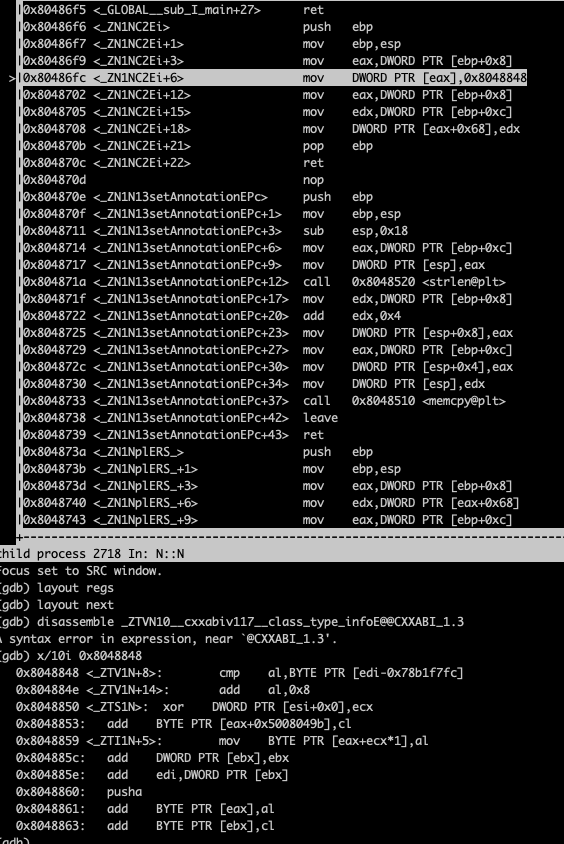 |0x80486f5 <_GLOBAL__sub_I_main+27> ret
|0x80486f6 <_ZN1NC2Ei> push ebp
|0x80486f7 <_ZN1NC2Ei+1> mov ebp,esp
|0x80486f9 <_ZN1NC2Ei+3> mov eax,DWORD PTR [ebp+0x8]
>|0x80486fc <_ZN1NC2Ei+6> mov DWORD PTR [eax],0x8048848
|0x8048702 <_ZN1NC2Ei+12> mov eax,DWORD PTR [ebp+0x8]
|0x8048705 <_ZN1NC2Ei+15> mov edx,DWORD PTR [ebp+0xc]
|0x8048708 <_ZN1NC2Ei+18> mov DWORD PTR [eax+0x68],edx
|0x804870b <_ZN1NC2Ei+21> pop ebp
|0x804870c <_ZN1NC2Ei+22> ret
|0x804870d nop
|0x804870e <_ZN1N13setAnnotationEPc> push ebp
|0x804870f <_ZN1N13setAnnotationEPc+1> mov ebp,esp
|0x8048711 <_ZN1N13setAnnotationEPc+3> sub esp,0x18
|0x8048714 <_ZN1N13setAnnotationEPc+6> mov eax,DWORD PTR [ebp+0xc]
|0x8048717 <_ZN1N13setAnnotationEPc+9> mov DWORD PTR [esp],eax
|0x804871a <_ZN1N13setAnnotationEPc+12> call 0x8048520 <strlen@plt>
|0x804871f <_ZN1N13setAnnotationEPc+17> mov edx,DWORD PTR [ebp+0x8]
|0x8048722 <_ZN1N13setAnnotationEPc+20> add edx,0x4
|0x8048725 <_ZN1N13setAnnotationEPc+23> mov DWORD PTR [esp+0x8],eax
|0x8048729 <_ZN1N13setAnnotationEPc+27> mov eax,DWORD PTR [ebp+0xc]
|0x804872c <_ZN1N13setAnnotationEPc+30> mov DWORD PTR [esp+0x4],eax
|0x8048730 <_ZN1N13setAnnotationEPc+34> mov DWORD PTR [esp],edx
|0x8048733 <_ZN1N13setAnnotationEPc+37> call 0x8048510 <memcpy@plt>
|0x8048738 <_ZN1N13setAnnotationEPc+42> leave
|0x8048739 <_ZN1N13setAnnotationEPc+43> ret
|0x804873a <_ZN1NplERS_> push ebp
|0x804873b <_ZN1NplERS_+1> mov ebp,esp
|0x804873d <_ZN1NplERS_+3> mov eax,DWORD PTR [ebp+0x8]
|0x8048740 <_ZN1NplERS_+6> mov edx,DWORD PTR [eax+0x68]
|0x8048743 <_ZN1NplERS_+9> mov eax,DWORD PTR [ebp+0xc]
child process 2718 In: N::N
Focus set to SRC window.
(gdb) layout regs
(gdb) layout next
(gdb) disassemble _ZTVN10__cxxabiv117__class_type_infoE@@CXXABI_1.3
A syntax error in expression, near `@CXXABI_1.3'.
(gdb) x/10i 0x8048848
0x8048848 <_ZTV1N+8>: cmp al,BYTE PTR [edi-0x78b1f7fc]
0x804884e <_ZTV1N+14>: add al,0x8
0x8048850 <_ZTS1N>: xor DWORD PTR [esi+0x0],ecx
0x8048853: add BYTE PTR [eax+0x5008049b],cl
0x8048859 <_ZTI1N+5>: mov BYTE PTR [eax+ecx*1],al
0x804885c: add DWORD PTR [ebx],ebx
0x804885e: add edi,DWORD PTR [ebx]
0x8048860: pusha
0x8048861: add BYTE PTR [eax],al
0x8048863: add BYTE PTR [ebx],cl
(gdb)